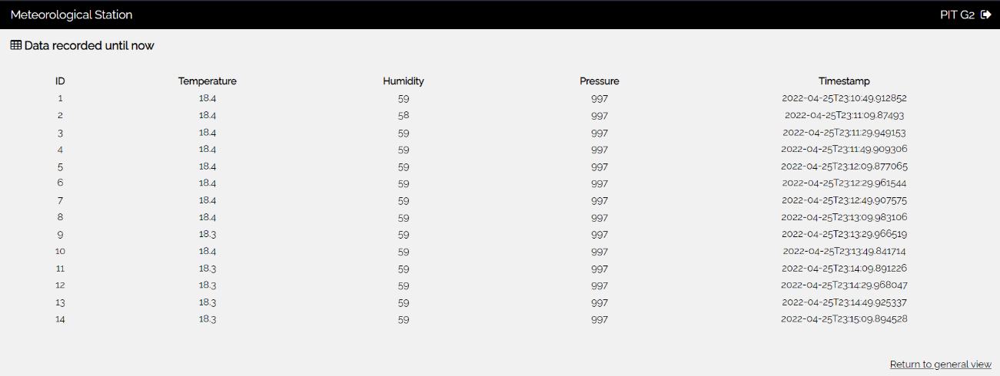 Meteorological Station PIT G2
Data recorded until now
ID Temperature Humidity Pressure Timestamp
1 18.4 59 997 2022-04-25T23:10:49.912852
2 18.4 58 997 2022-04-25T23:11:09.87493
3 18.4 59 997 2022-04-25T23:11:29.949153
4 18.4 59 997 2022-04-25T23:11:49.909306
5 18.4 59 997 2022-04-25T23:12:09.877065
6 18.4 59 997 2022-04-25T23:12:29.961544
7 18.4 59 997 2022-04-25T23:12:49.907575
8 18.4 59 997 2022-04-25T23:13:09.983106
9 18.3 59 997 2022-04-25T23:13:29.966519
10 18.4 59 997 2022-04-25T23:13:49.841714
11 18.3 59 997 2022-04-25T23:14:09.891226
12 18.3 59 997 2022-04-25T23:14:29.968047
13 18.3 59 997 2022-04-25T23:14:49.925337
14 18.3 59 997 2022-04-25T23:15:09.894528
Return to general view